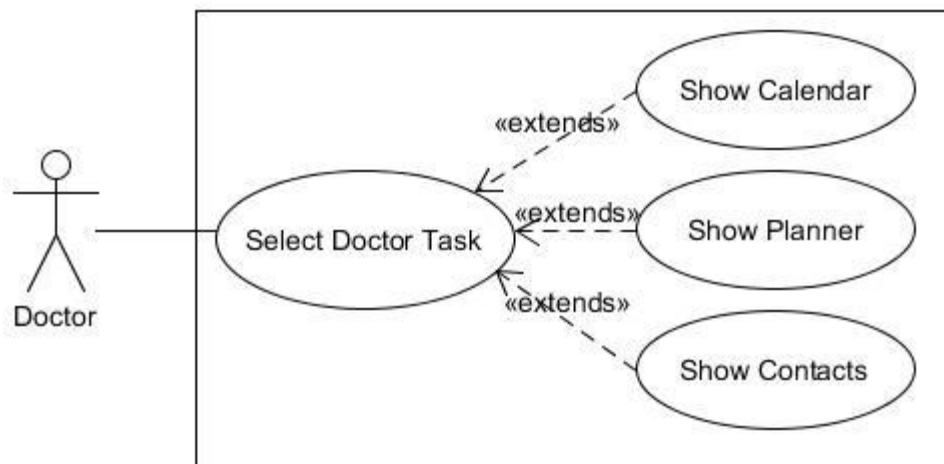 Show Calendar
«extends»
«extends»
Show Planner
Select Doctor Task
«extends»
Doctor
Show Contacts